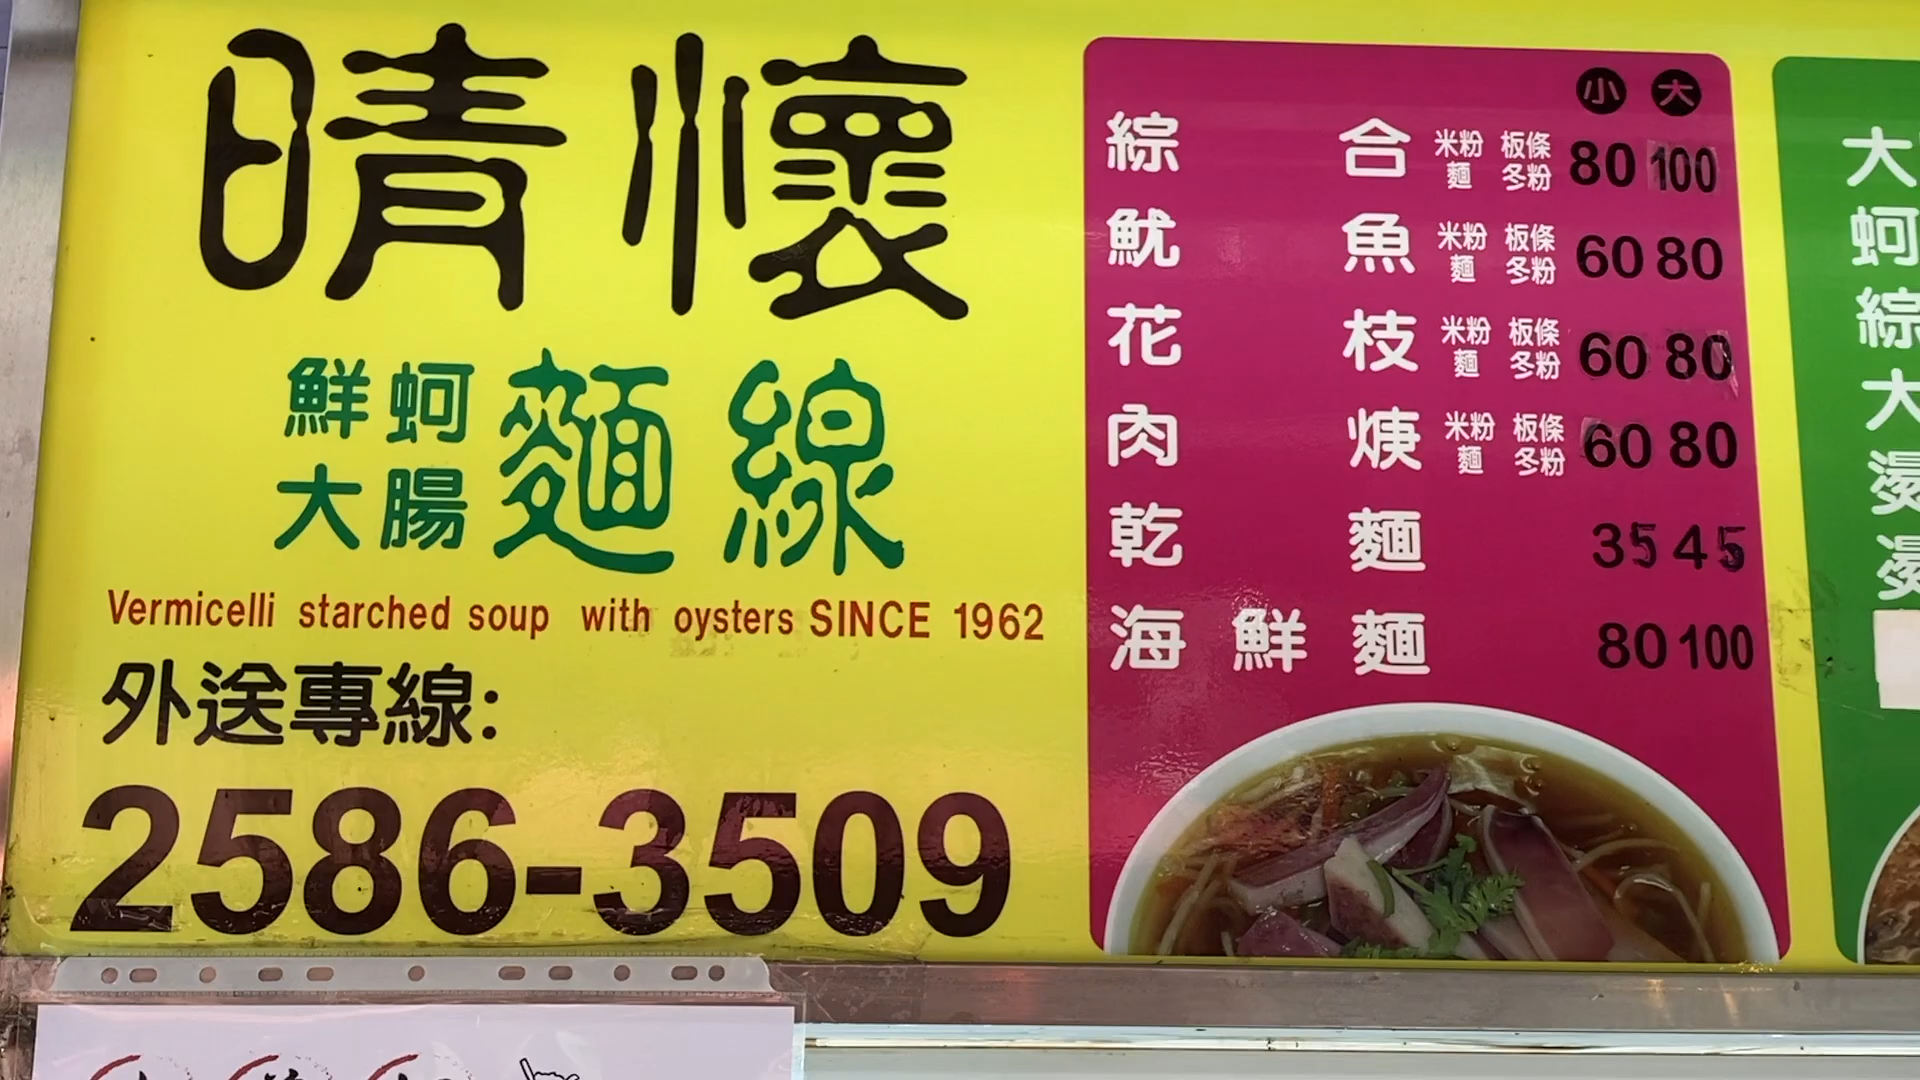 晴懷
鮮蚵
大腸
麵線
Vermicelli starched soup with oysters SINCE 1962
外送專線:
2586-3509
小 大
綜合 米粉 板條 麵 冬粉 80 100
魷魚 米粉 板條 麵 冬粉 60 80
花枝 米粉 板條 麵 冬粉 60 80
肉焿 米粉 板條 麵 冬粉 60 80
乾麵 35 45
海鮮麵 80 100
大
蚵
綜
大